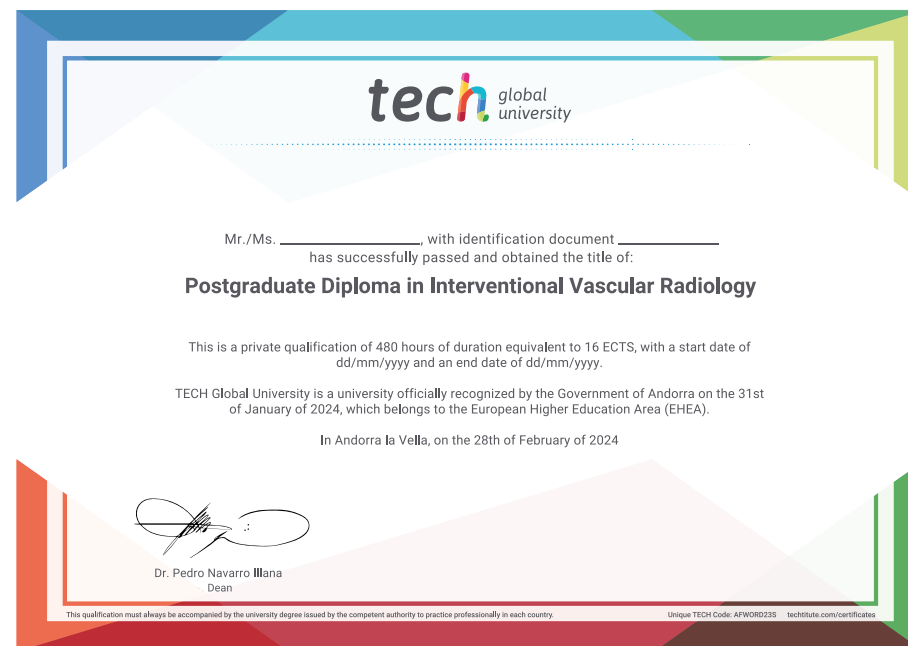 tech global university
Mr./Ms. ____________________, with identification document ______________
has successfully passed and obtained the title of:
Postgraduate Diploma in Interventional Vascular Radiology
This is a private qualification of 480 hours of duration equivalent to 16 ECTS, with a start date of
dd/mm/yyyy and an end date of dd/mm/yyyy.
TECH Global University is a university officially recognized by the Government of Andorra on the 31st
of January of 2024, which belongs to the European Higher Education Area (EHEA).
In Andorra la Vella, on the 28th of February of 2024
Dr. Pedro Navarro Illana
Dean
This qualification must always be accompanied by the university degree issued by the competent authority to practice professionally in each country. Unique TECH Code: AFWORD23S techtitute.com/certificates